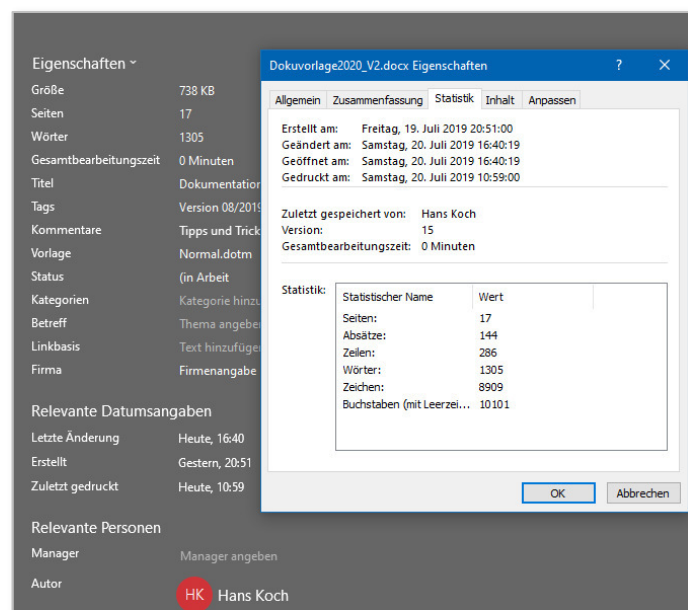 Eigenschaften
Größe 738 KB
Seiten 17
Wörter 1305
Gesamtbearbeitungszeit 0 Minuten
Titel Dokumentation
Tags Version 08/2019
Kommentare Tipps und Trick
Vorlage Normal.dotm
Status (in Arbeit
Kategorien Kategorie hinzu
Betreff Thema angeben
Linkbasis Text hinzufügen
Firma Firmenangabe
Relevante Datumsangaben
Letzte Änderung Heute, 16:40
Erstellt Gestern, 20:51
Zuletzt gedruckt Heute, 10:59
Relevante Personen
Manager Manager angeben
Autor HK Hans Koch
Dokuvorlage2020_V2.docx Eigenschaften ?
Allgemein Zusammenfassung Statistik Inhalt Anpassen
Erstellt am: Freitag, 19. Juli 2019 20:51:00
Geändert am: Samstag, 20. Juli 2019 16:40:19
Geöffnet am: Samstag, 20. Juli 2019 16:40:19
Gedruckt am: Samstag, 20. Juli 2019 10:59:00
Zuletzt gespeichert von: Hans Koch
Version: 15
Gesamtbearbeitungszeit: 0 Minuten
Statistik:
Statistischer Name Wert
Seiten: 17
Absätze: 144
Zeilen: 286
Wörter: 1305
Zeichen: 8909
Buchstaben (mit Leerzei... 10101
OK Abbrechen